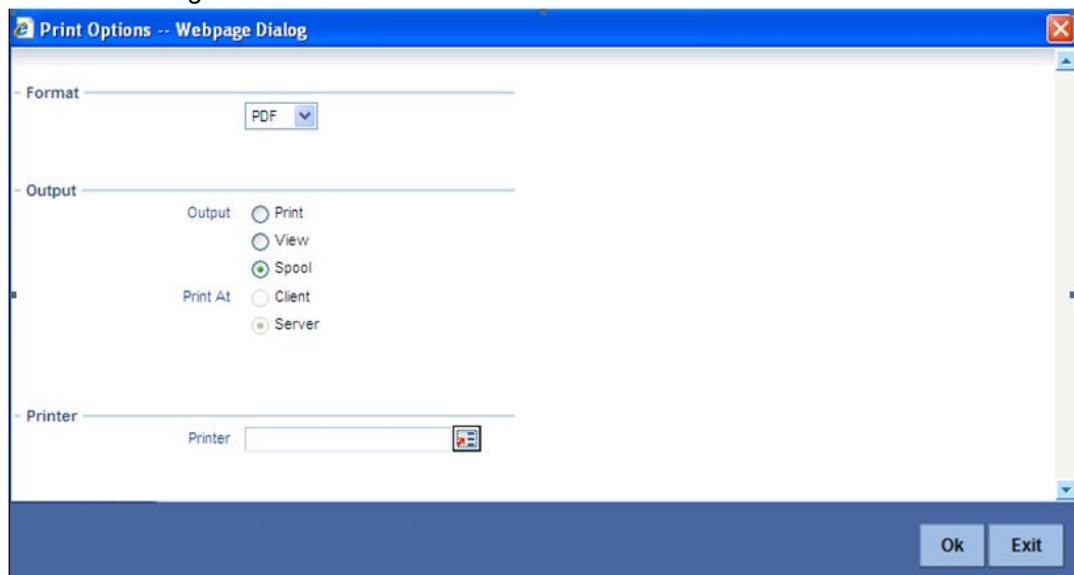 Print Options -- Webpage Dialog
Format
PDF
Output
Output Print
View
Spool
Print At Client
Server
Printer
Printer
Ok Exit